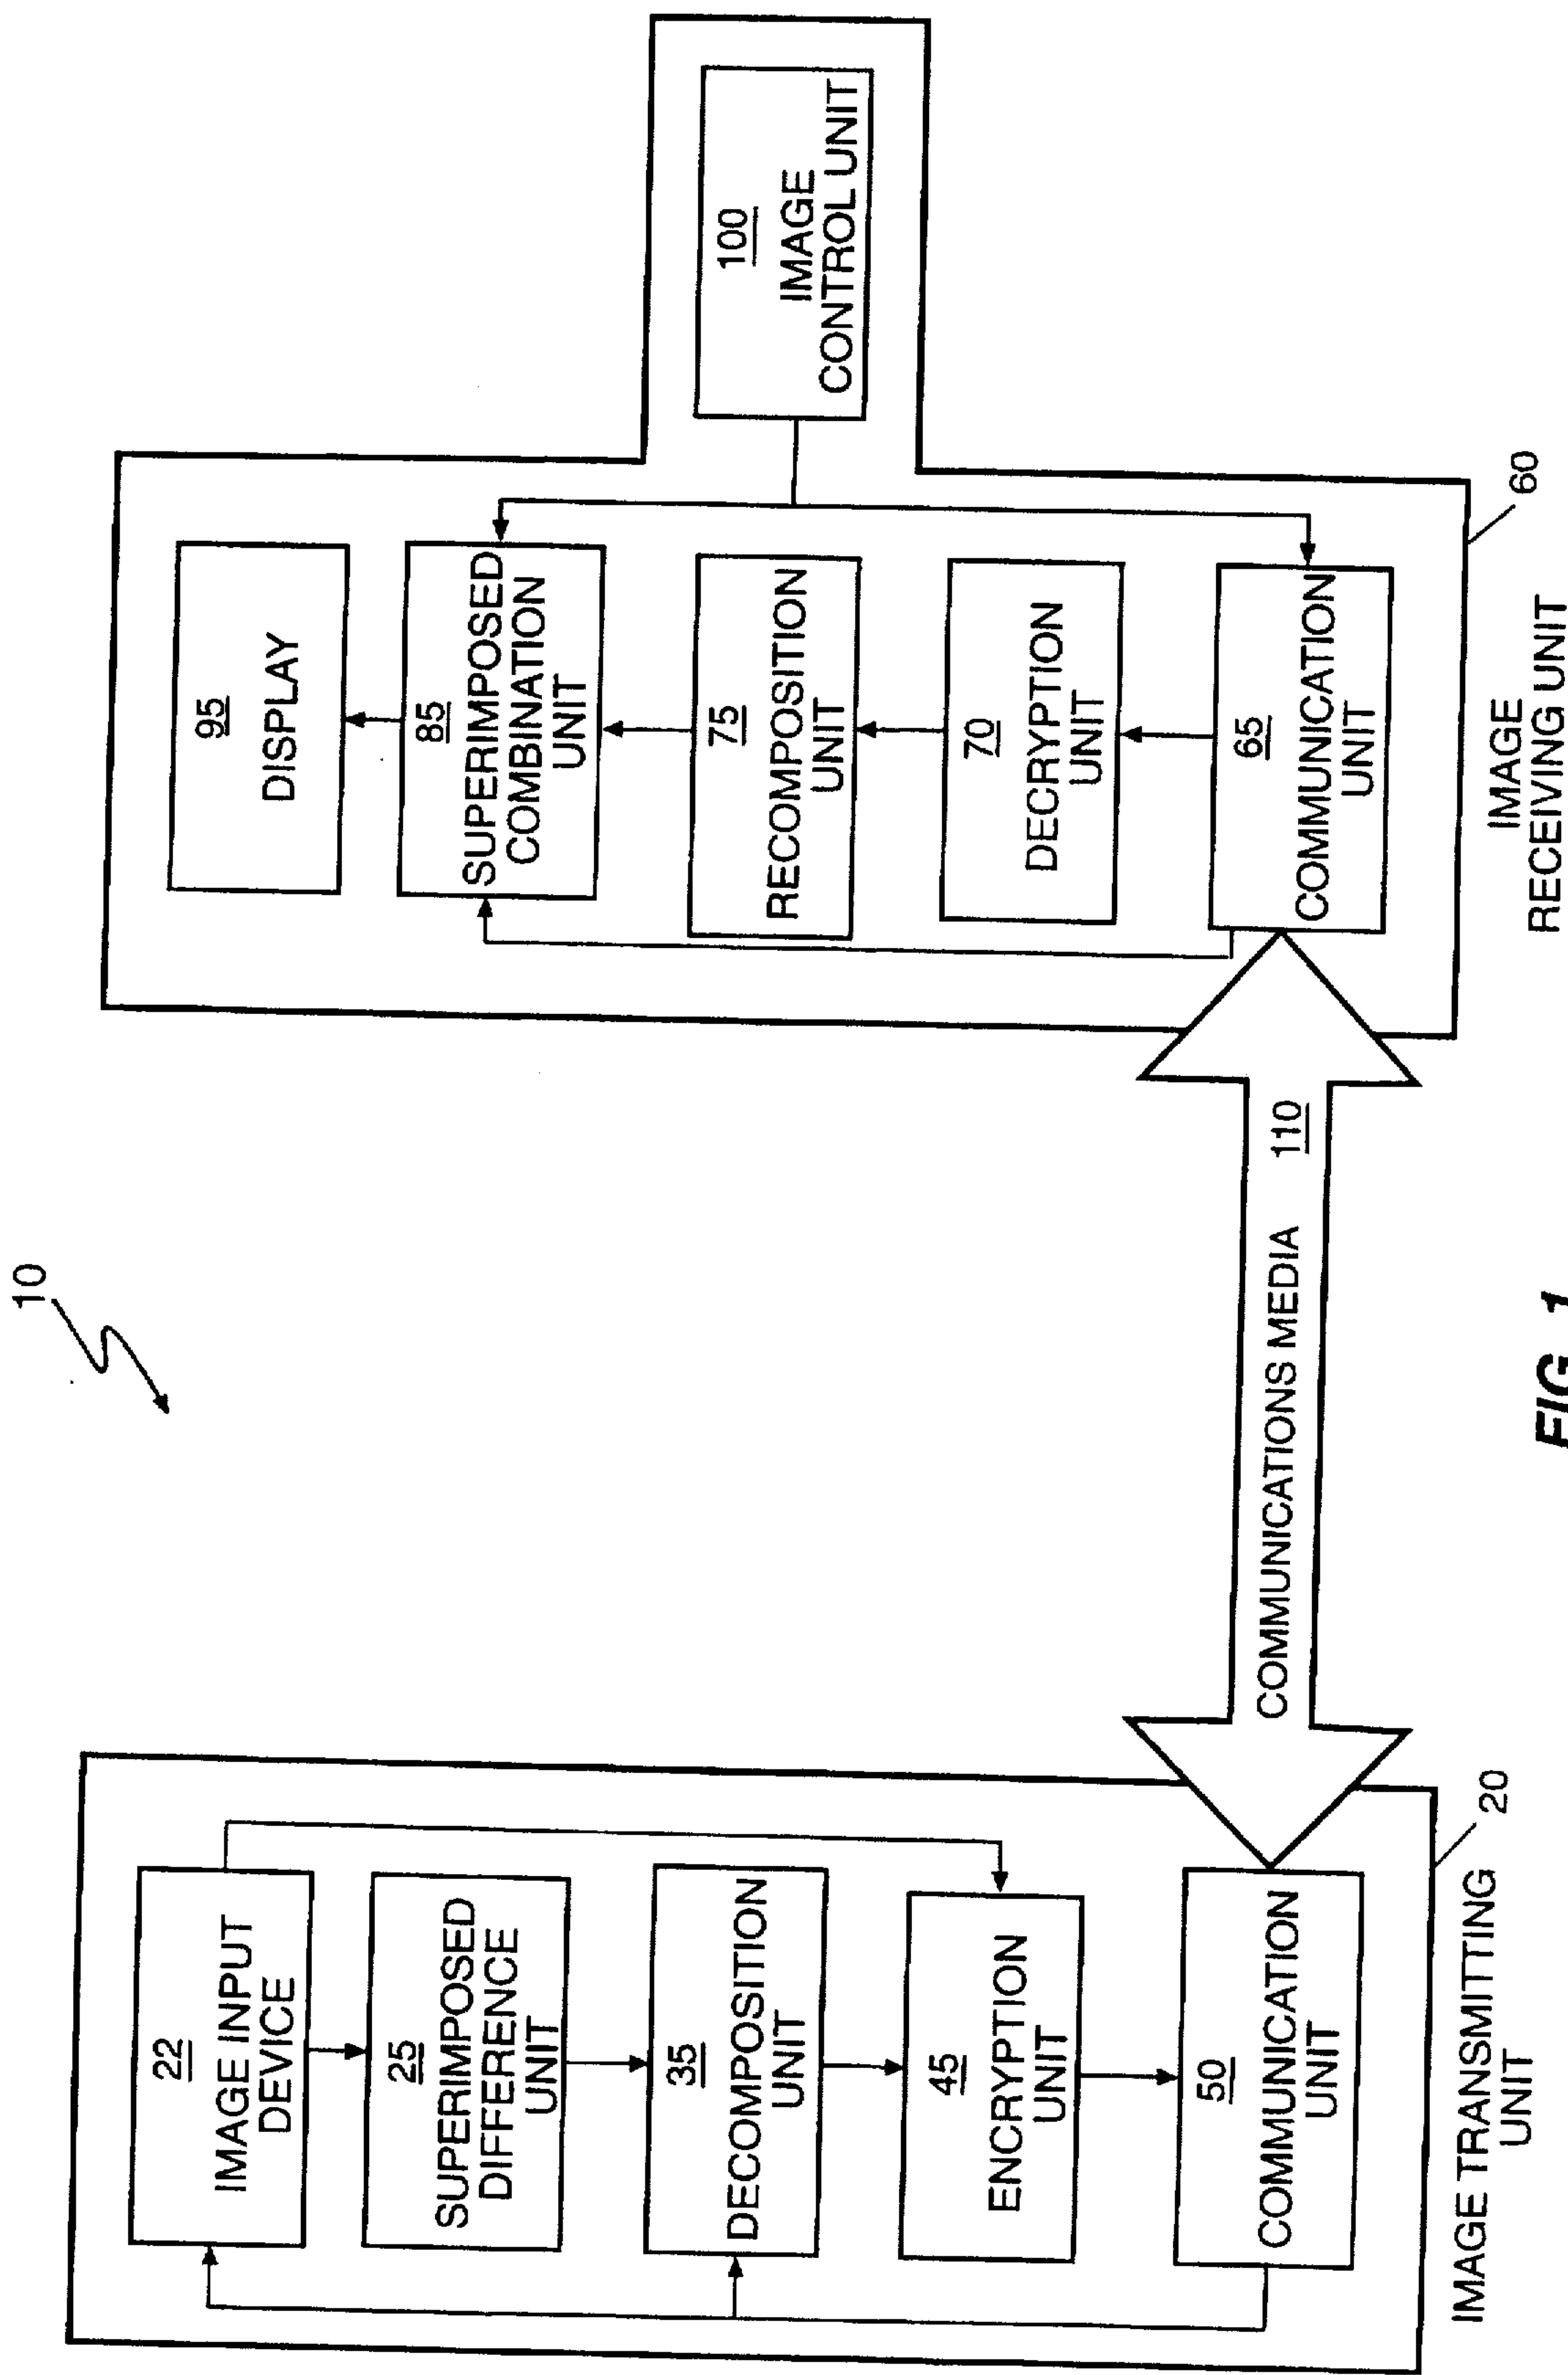 10
22
IMAGE INPUT
DEVICE
25
SUPERIMPOSED
DIFFERENCE
UNIT
35
DECOMPOSITION
UNIT
45
ENCRYPTION
UNIT
50
COMMUNICATION
UNIT
20
IMAGE TRANSMITTING
UNIT
COMMUNICATIONS MEDIA 110
95
DISPLAY
85
SUPERIMPOSED
COMBINATION
UNIT
75
RECOMPOSITION
UNIT
70
DECRYPTION
UNIT
65
COMMUNICATION
UNIT
100
IMAGE
CONTROL UNIT
60
IMAGE
RECEIVING UNIT
FIG. 1